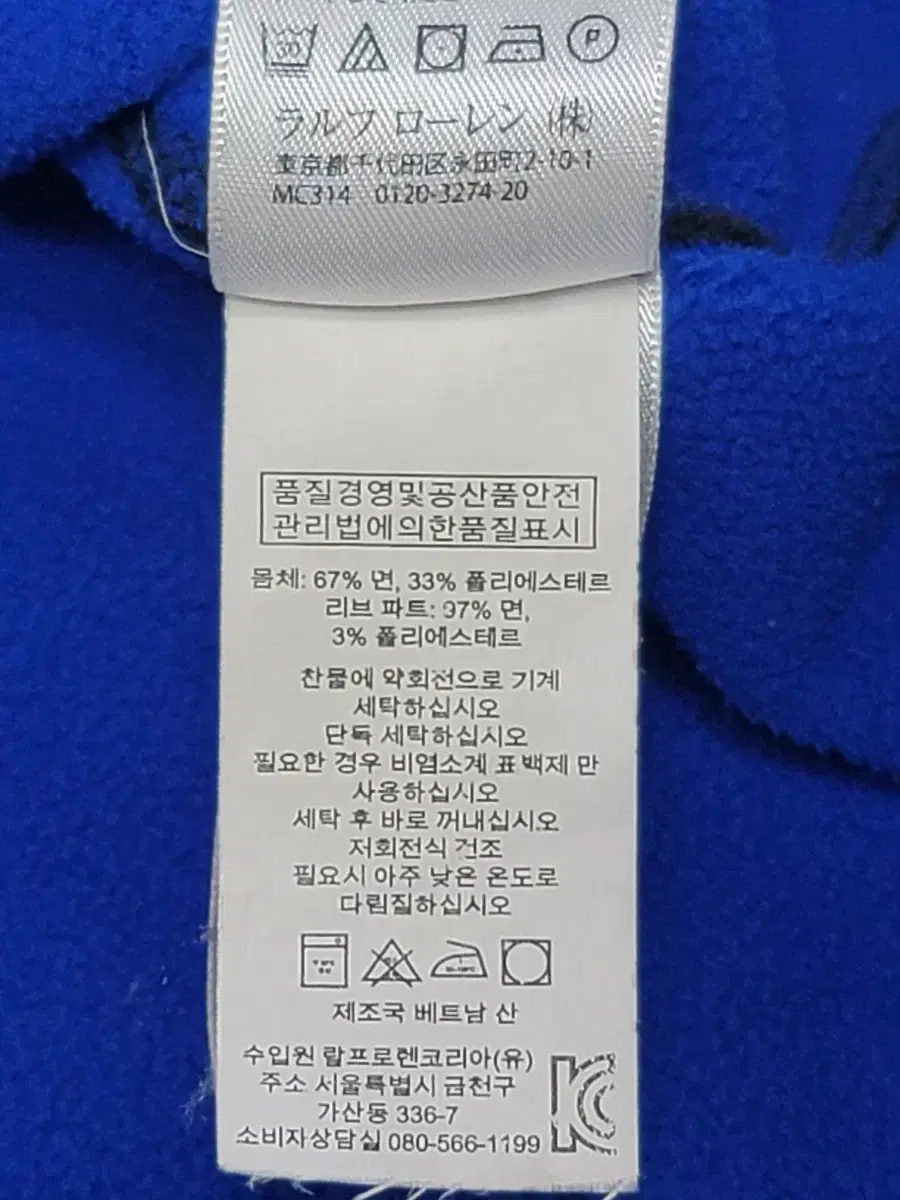 30
P
ラルフ ローレン (株)
東京都千代田区永田町2-10-1
MC314 0120-3274-20
품질경영및공산품안전
관리법에의한품질표시
몸체: 67% 면, 33% 폴리에스테르
리브 파트: 97% 면,
3% 폴리에스테르
찬물에 약회전으로 기계
세탁하십시오
단독 세탁하십시오
필요한 경우 비염소계 표백제 만
사용하십시오
세탁 후 바로 꺼내십시오
저회전식 건조
필요시 아주 낮은 온도로
다림질하십시오
제조국 베트남 산
수입원 랄프로렌코리아(유)
주소 서울특별시 금천구
가산동 336-7
소비자상담실 080-566-1199